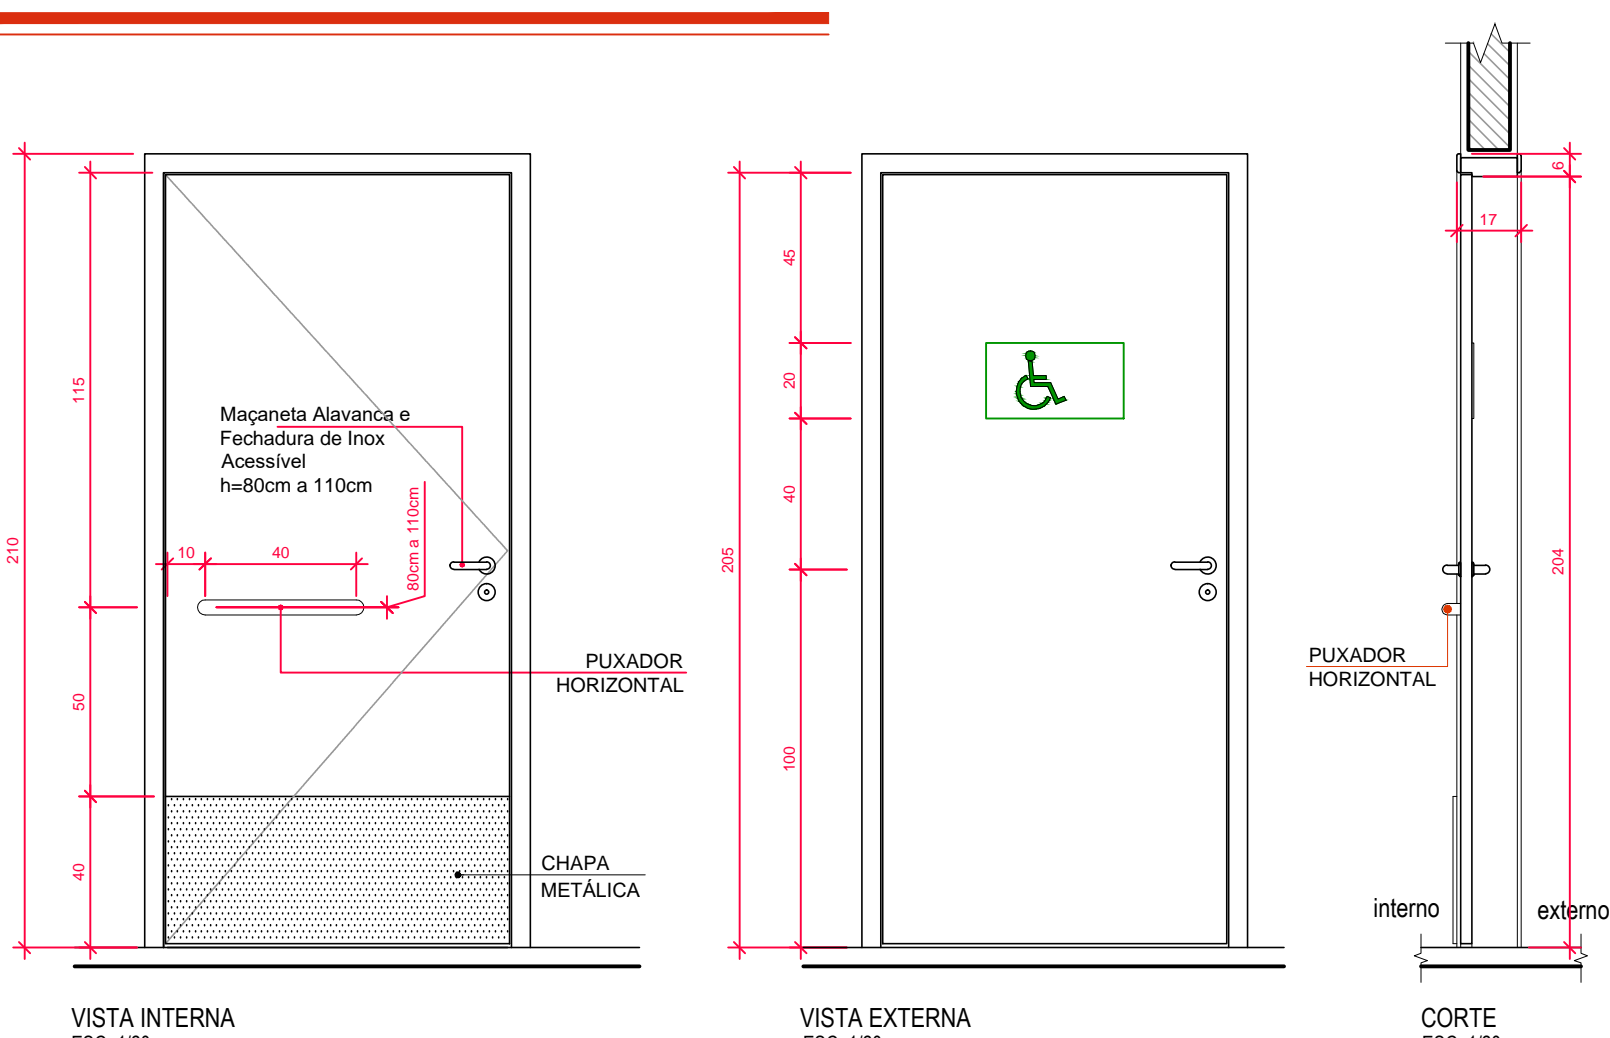 210
115
50
40
Maçaneta Alavanca e
Fechadura de Inox
Acessível
h=80cm a 110cm
80cm a 110cm
10
40
PUXADOR
HORIZONTAL
CHAPA
METÁLICA
VISTA INTERNA
205
45
20
40
100
VISTA EXTERNA
6
17
204
PUXADOR
HORIZONTAL
interno
externo
CORTE